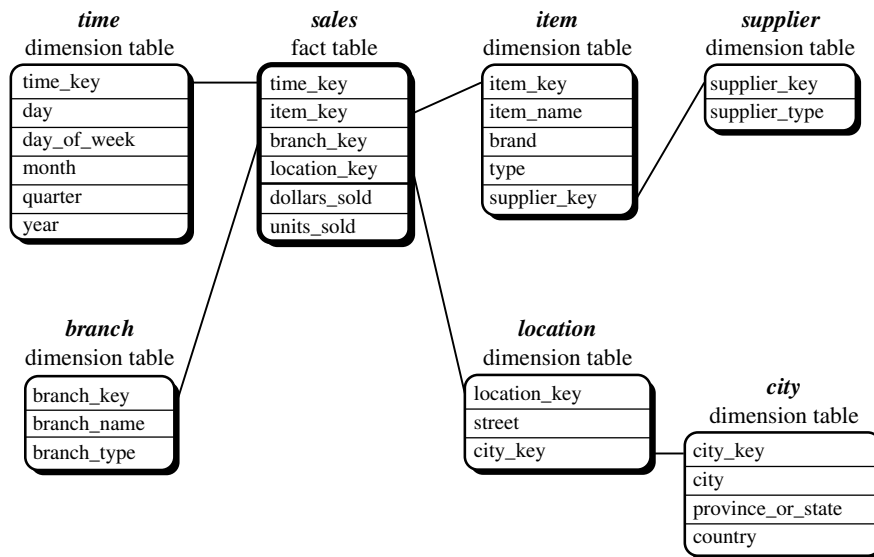 time
dimension table
time_key
day
day_of_week
month
quarter
year
sales
fact table
time_key
item_key
branch_key
location_key
dollars_sold
units_sold
item
dimension table
item_key
item_name
brand
type
supplier_key
supplier
dimension table
supplier_key
supplier_type
branch
dimension table
branch_key
branch_name
branch_type
location
dimension table
location_key
street
city_key
city
dimension table
city_key
city
province_or_state
country